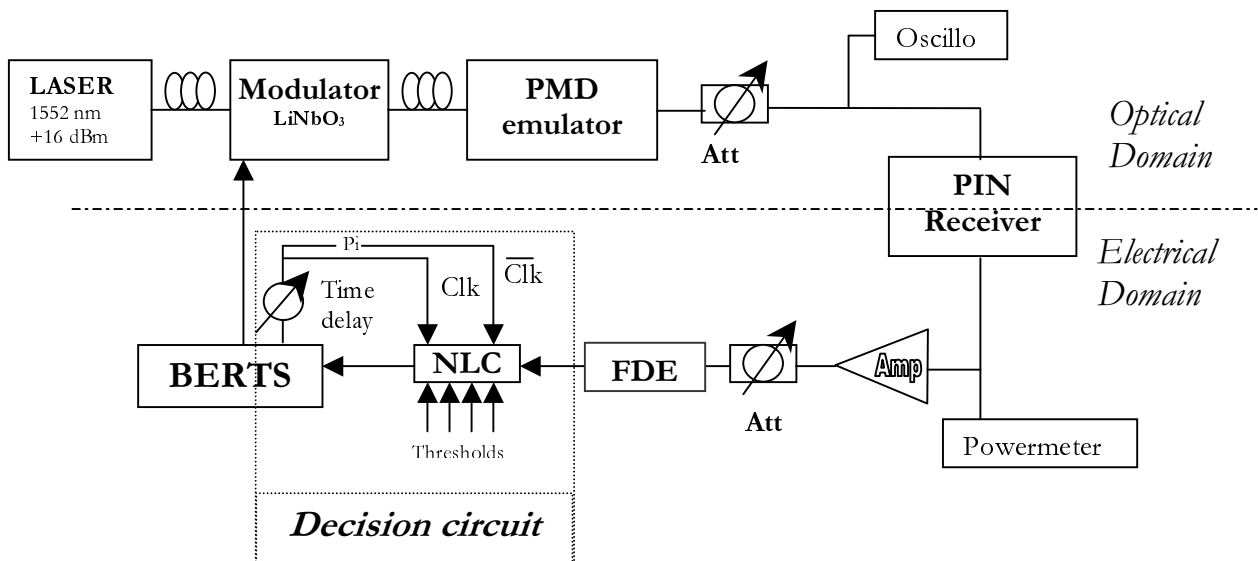 Oscillo
LASER
1552 nm
+16 dBm
Modulator
LiNbO₃
PMD
emulator
Att
Optical
Domain
PIN
Receiver
Electrical
Domain
Pi
Clk
C̅l̅k̅
Time
delay
BERTS
NLC
FDE
Amp
Att
Thresholds
Powermeter
Decision circuit